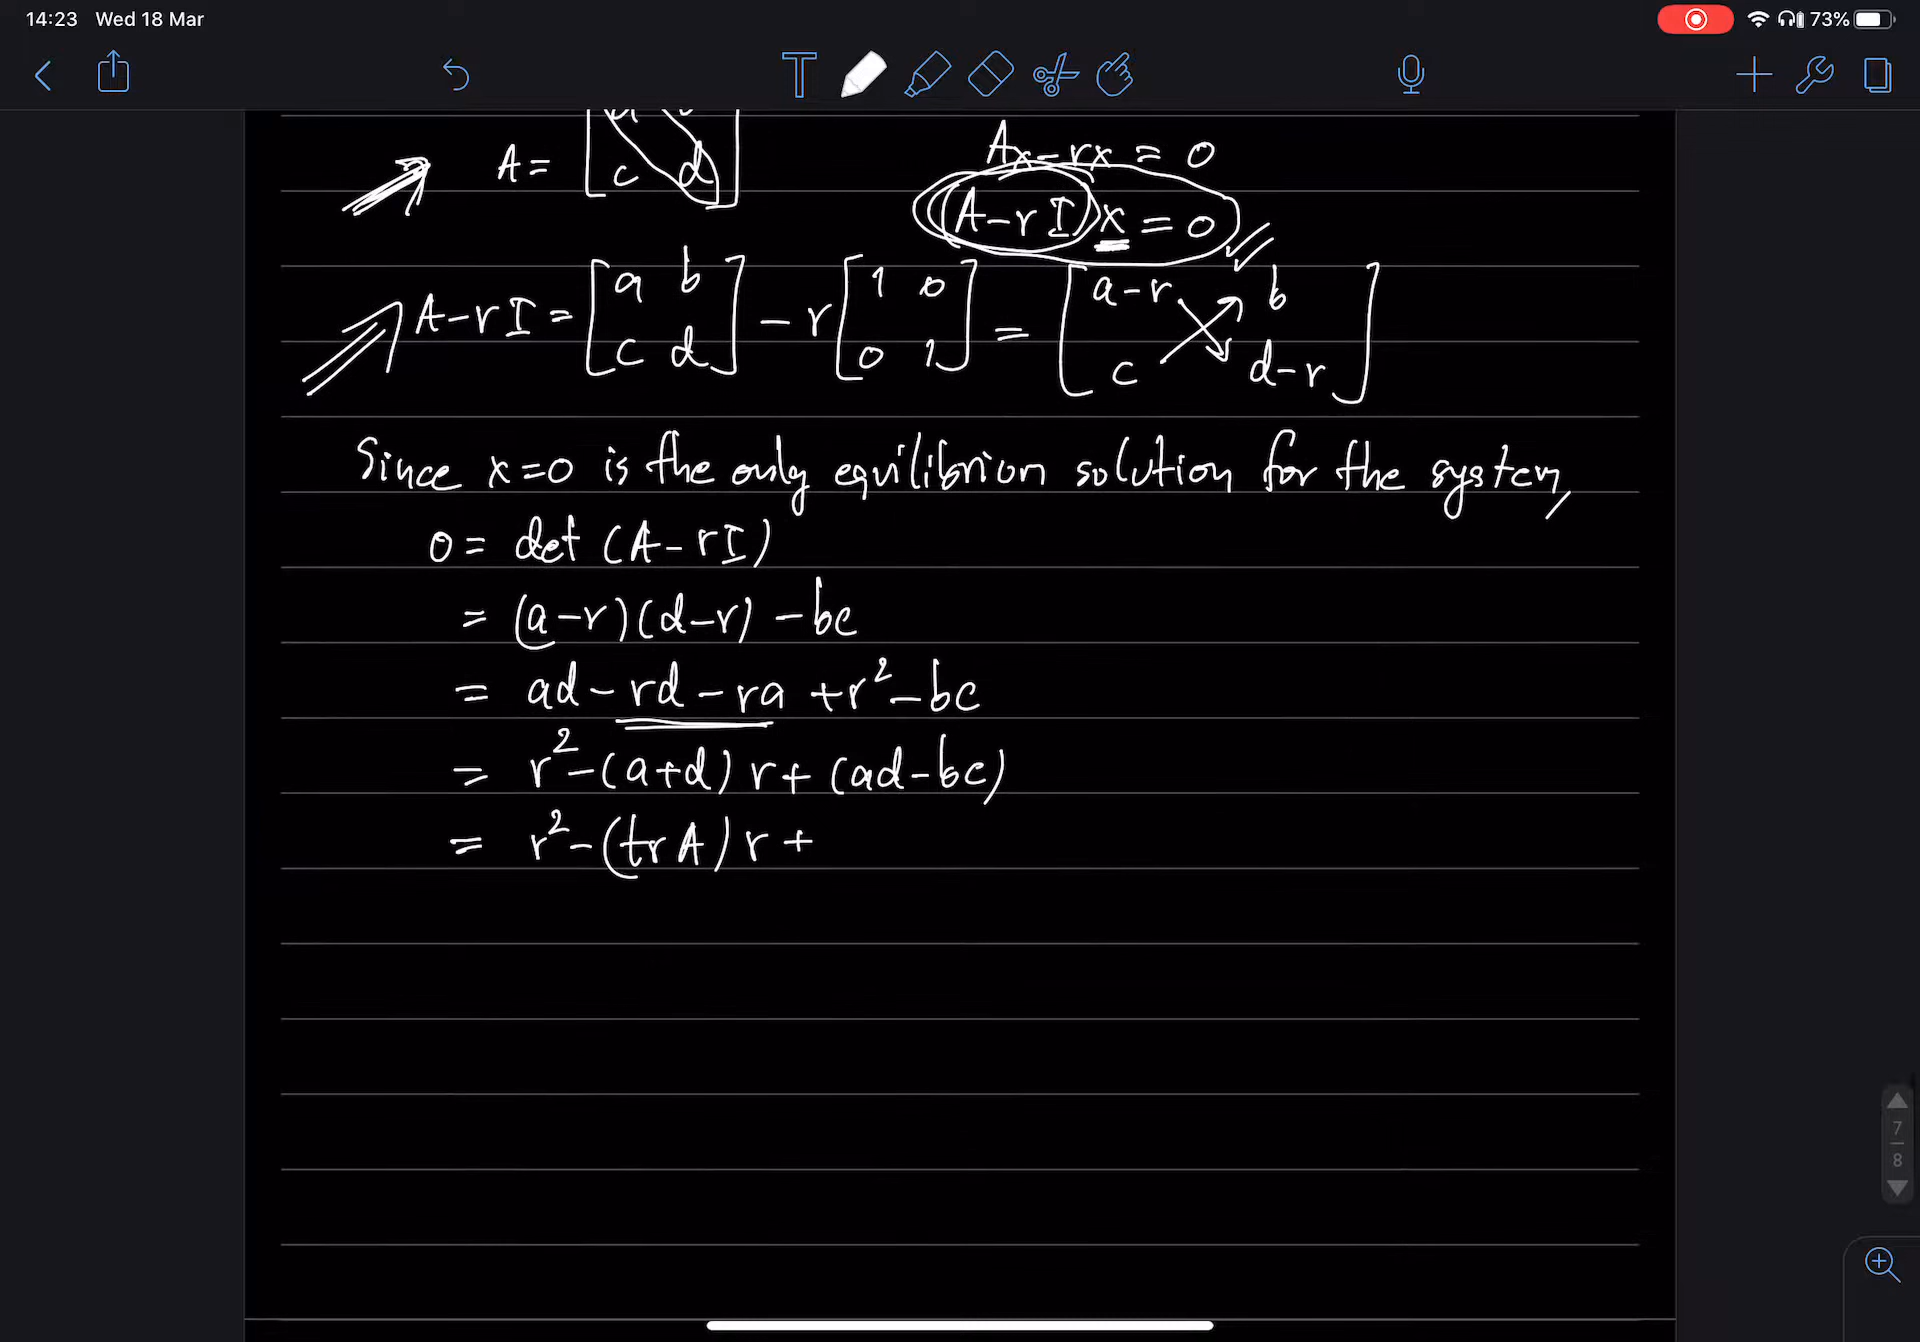 14:23 Wed 18 Mar 73%
A = [ c d ]
Ax - rx = 0
(A - r I) x = 0
A - r I = [ a b ; c d ] - r [ 1 0 ; 0 1 ] = [ a-r b ; c d-r ]
Since x=0 is the only equilibrion solution for the system,
0 = det (A - rI)
= (a-r)(d-r) - bc
= ad - rd - ra + r² - bc
= r² - (a+d) r + (ad - bc)
= r² - (tr A) r +
7
8